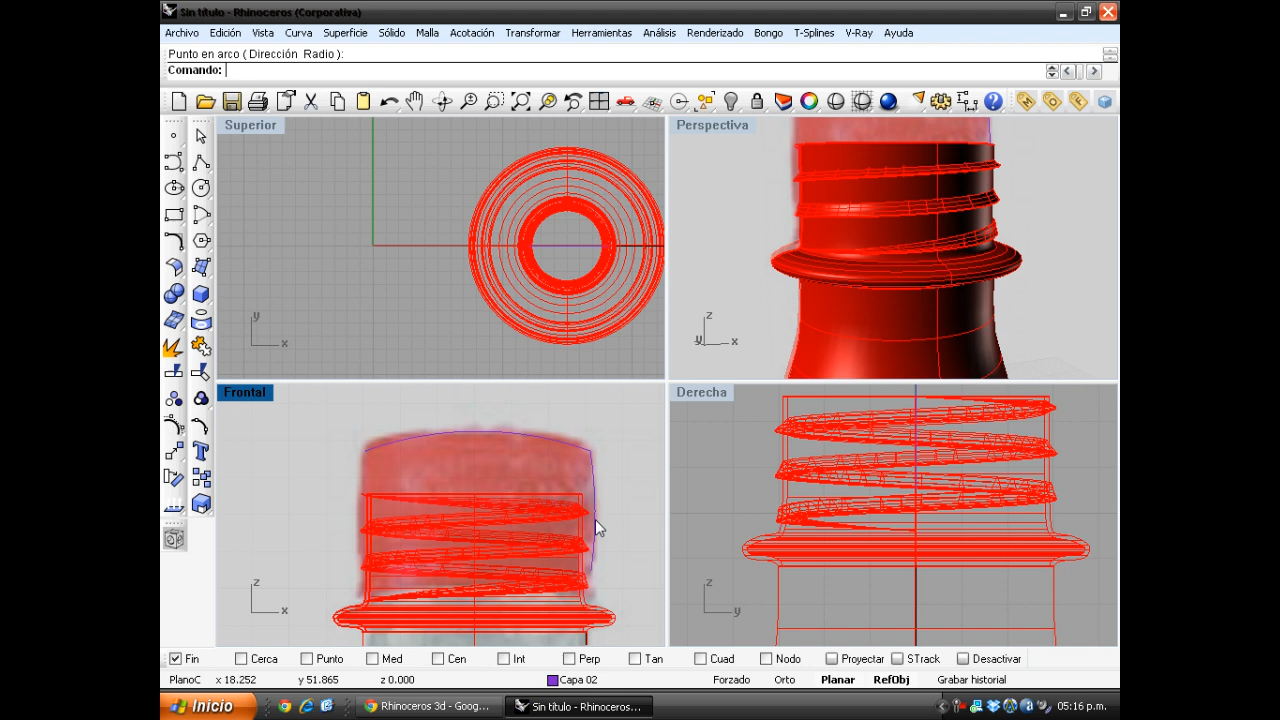 Sin título - Rhinoceros (Corporativa)
Archivo Edición Vista Curva Superficie Sólido Malla Acotación Transformar Herramientas Análisis Renderizado Bongo T-Splines V-Ray Ayuda
Punto en arco ( Dirección Radio ):
Comando:
Superior
Perspectiva
y
x
z
y
x
Frontal
Derecha
z
x
z
y
Fin Cerca Punto Med Cen Int Perp Tan Cuad Nodo Proyectar STrack Desactivar
PlanoC x 18.252 y 51.865 z 0.000 Capa 02 Forzado Orto Planar RefObj Grabar historial
Inicio Rhinoceros 3d - Goog... Sin título - Rhinoceros... 05:16 p.m.